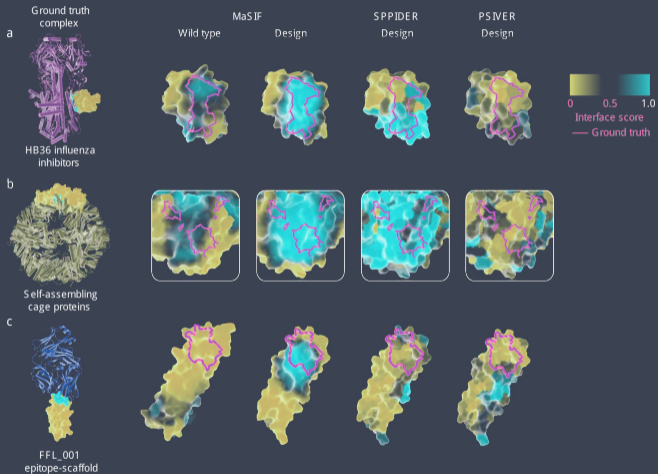 Ground truth
complex
MaSIF
SPPIDER
PSIVER
Wild type
Design
Design
Design
a
HB36 influenza
inhibitors
0
0.5
1.0
Interface score
Ground truth
b
Self-assembling
cage proteins
c
FFL_001
epitope-scaffold